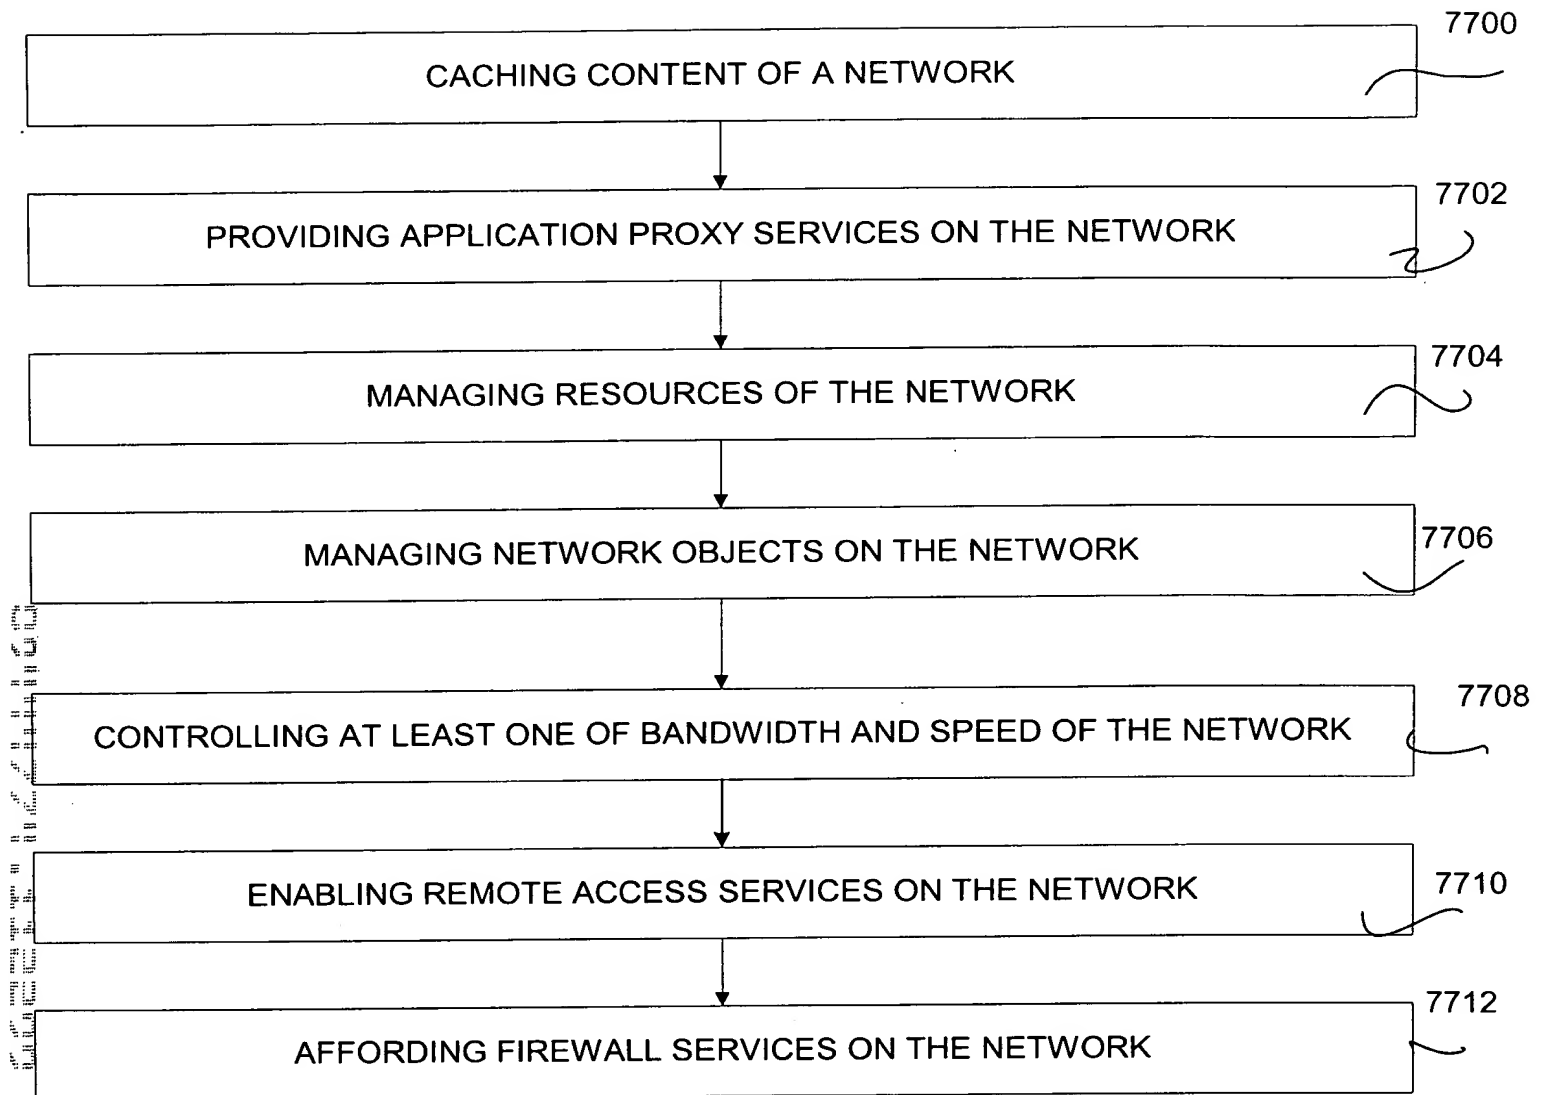 7700
CACHING CONTENT OF A NETWORK
7702
PROVIDING APPLICATION PROXY SERVICES ON THE NETWORK
7704
MANAGING RESOURCES OF THE NETWORK
7706
MANAGING NETWORK OBJECTS ON THE NETWORK
7708
CONTROLLING AT LEAST ONE OF BANDWIDTH AND SPEED OF THE NETWORK
7710
ENABLING REMOTE ACCESS SERVICES ON THE NETWORK
7712
AFFORDING FIREWALL SERVICES ON THE NETWORK